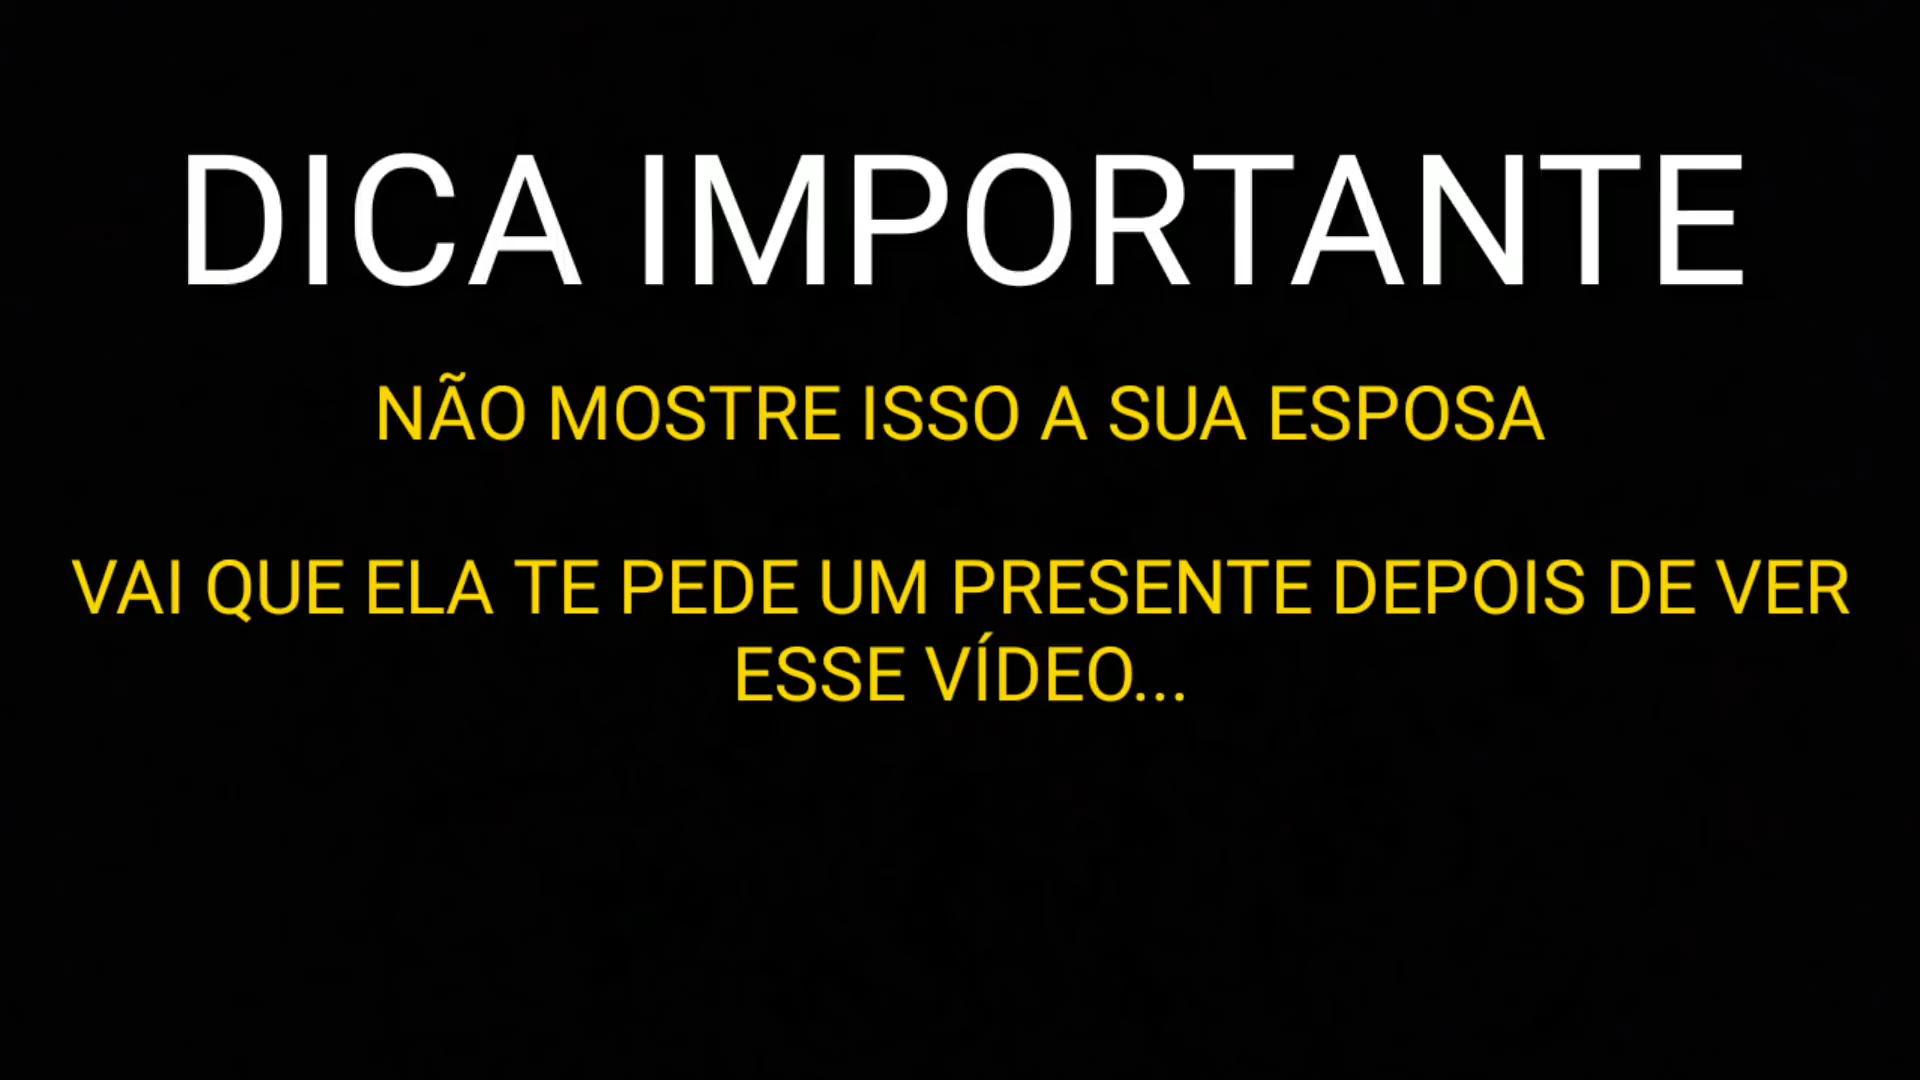 DICA IMPORTANTE
NÃO MOSTRE ISSO A SUA ESPOSA
VAI QUE ELA TE PEDE UM PRESENTE DEPOIS DE VER
ESSE VÍDEO...